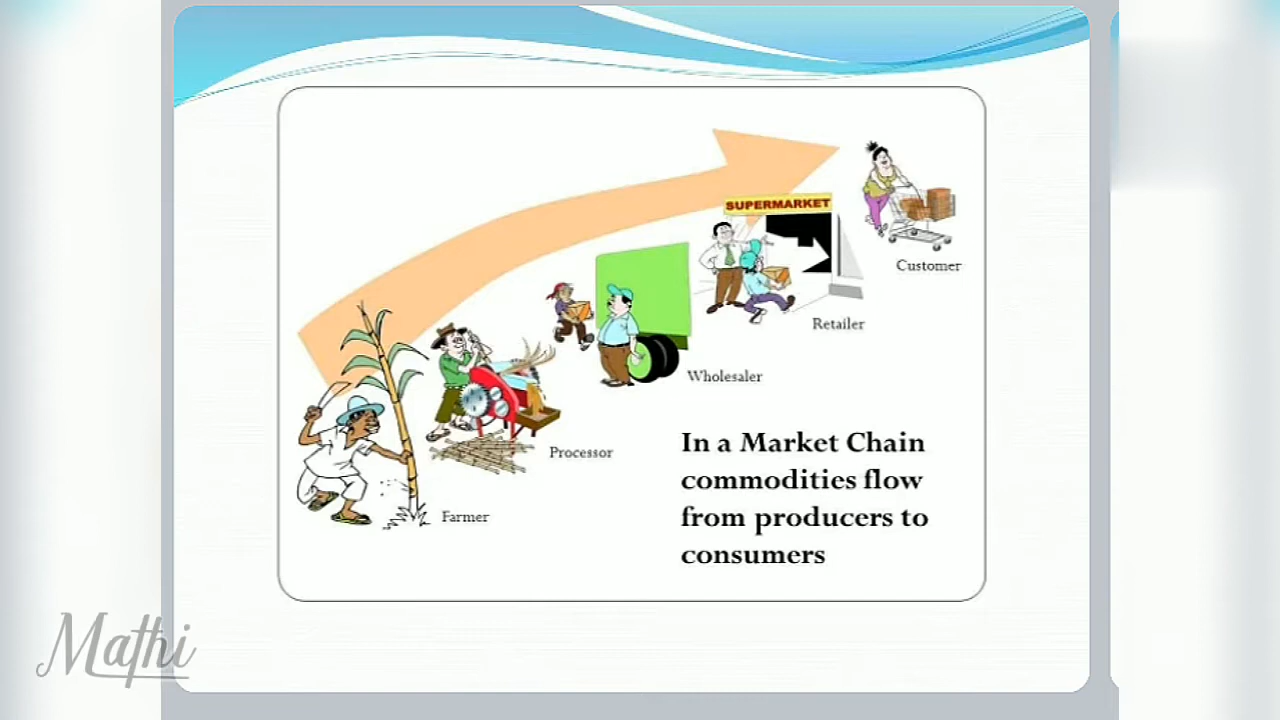 SUPERMARKET
Customer
Retailer
Wholesaler
Processor
Farmer
In a Market Chain
commodities flow
from producers to
consumers
Mathi